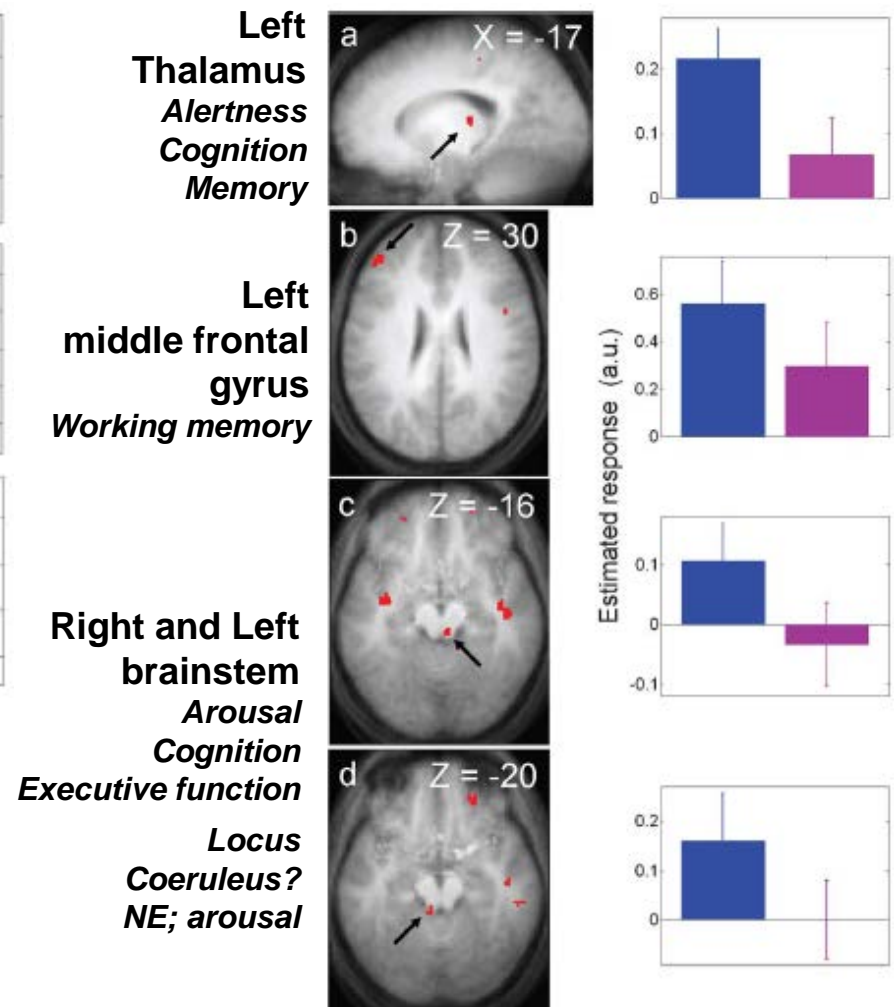 Left
Thalamus
Alertness
Cognition
Memory
a
X = -17
0.2
0.1
0
Left
middle frontal
gyrus
Working memory
b
Z = 30
0.6
0.4
0.2
0
Estimated response (a.u.)
Right and Left
brainstem
Arousal
Cognition
Executive function
c
Z = -16
0.1
0
-0.1
Locus
Coeruleus?
NE; arousal
d
Z = -20
0.2
0.1
0